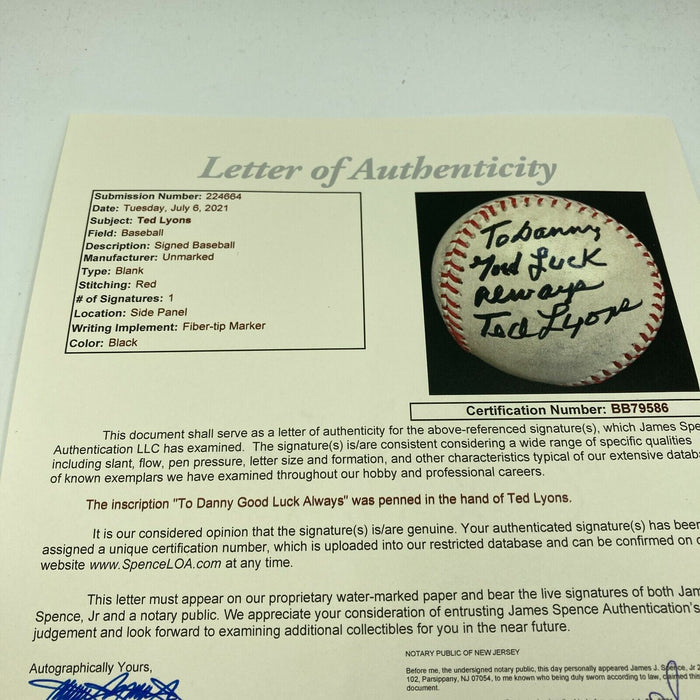 Letter of Authenticity
Submission Number: 224664
Date: Tuesday, July 6, 2021
Subject: Ted Lyons
Field: Baseball
Description: Signed Baseball
Manufacturer: Unmarked
Type: Blank
Stitching: Red
# of Signatures: 1
Location: Side Panel
Writing Implement: Fiber-tip Marker
Color: Black
To Danny
Good Luck
Always
Ted Lyons
Certification Number: BB79586
This document shall serve as a letter of authenticity for the above-referenced signature(s), which James Spe
Authentication LLC has examined. The signature(s) is/are consistent considering a wide range of specific qualities
including slant, flow, pen pressure, letter size and formation, and other characteristics typical of our extensive datab
of known exemplars we have examined throughout our hobby and professional careers.
The inscription "To Danny Good Luck Always" was penned in the hand of Ted Lyons.
It is our considered opinion that the signature(s) is/are genuine. Your authenticated signature(s) has been
assigned a unique certification number, which is uploaded into our restricted database and can be confirmed on o
website www.SpenceLOA.com at any time.
This letter must appear on our proprietary water-marked paper and bear the live signatures of both Jam
Spence, Jr and a notary public. We appreciate your consideration of entrusting James Spence Authentication's
judgement and look forward to examining additional collectibles for you in the near future.
Autographically Yours,
NOTARY PUBLIC OF NEW JERSEY
Before me, the undersigned notary public, this day personally appeared James J. Spence, Jr 2
102, Parsippany, NJ 07054, to me known who being duly sworn according to law, claimed this
document.